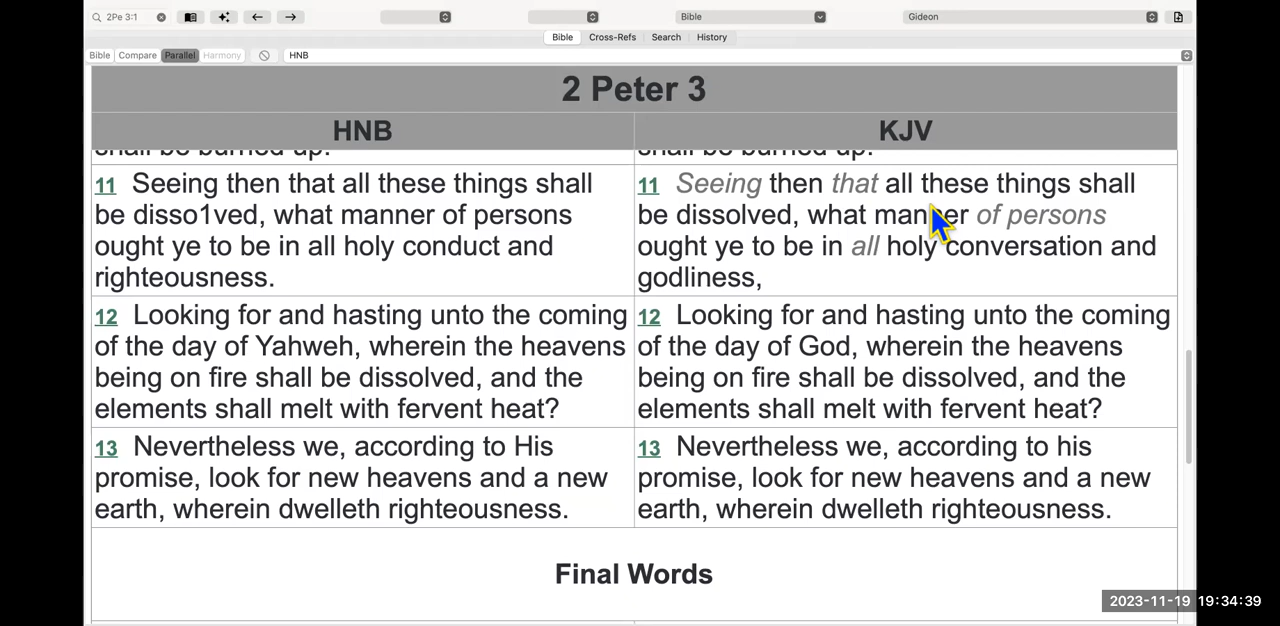 2Pe 3:1
Bible
Gideon
Bible Cross-Refs Search History
Bible Compare Parallel Harmony HNB
2 Peter 3
HNB
KJV
shall be burned up.
11 Seeing then that all these things shall
be disso1ved, what manner of persons
ought ye to be in all holy conduct and
righteousness.
12 Looking for and hasting unto the coming
of the day of Yahweh, wherein the heavens
being on fire shall be dissolved, and the
elements shall melt with fervent heat?
13 Nevertheless we, according to His
promise, look for new heavens and a new
earth, wherein dwelleth righteousness.
shall be burned up.
11 Seeing then that all these things shall
be dissolved, what manner of persons
ought ye to be in all holy conversation and
godliness,
12 Looking for and hasting unto the coming
of the day of God, wherein the heavens
being on fire shall be dissolved, and the
elements shall melt with fervent heat?
13 Nevertheless we, according to his
promise, look for new heavens and a new
earth, wherein dwelleth righteousness.
Final Words
2023-11-19 19:34:39